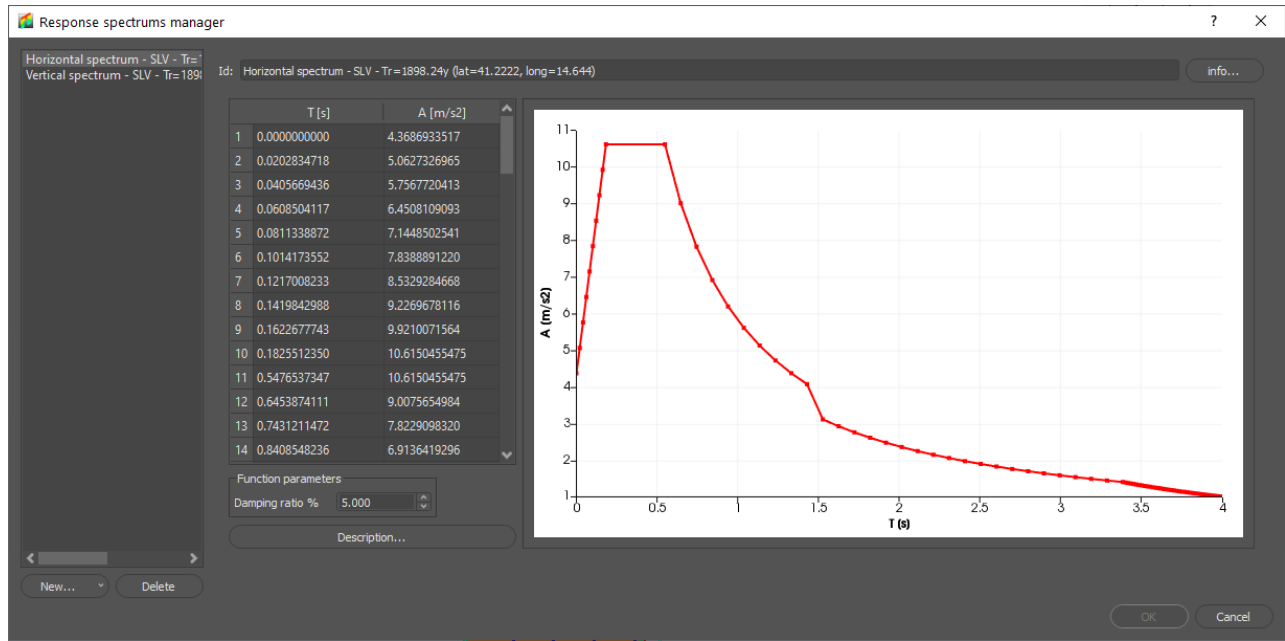 Response spectrums manager
Horizontal spectrum - SLV - Tr=1
Vertical spectrum - SLV - Tr=1898
Id: Horizontal spectrum - SLV - Tr=1898.24y (lat=41.2222, long=14.644)
info...
T [s] A [m/s2]
1 0.0000000000 4.3686933517
2 0.0202834718 5.0627326965
3 0.0405669436 5.7567720413
4 0.0608504117 6.4508109093
5 0.0811338872 7.1448502541
6 0.1014173552 7.8388891220
7 0.1217008233 8.5329284668
8 0.1419842988 9.2269678116
9 0.1622677743 9.9210071564
10 0.1825512350 10.6150455475
11 0.5476537347 10.6150455475
12 0.6453874111 9.0075654984
13 0.7431211472 7.8229098320
14 0.8408548236 6.9136419296
Function parameters
Damping ratio % 5.000
Description...
11
10
9
8
7
6
5
4
3
2
1
A (m/s2)
0 0.5 1 1.5 2 2.5 3 3.5 4
T (s)
New... Delete
OK Cancel